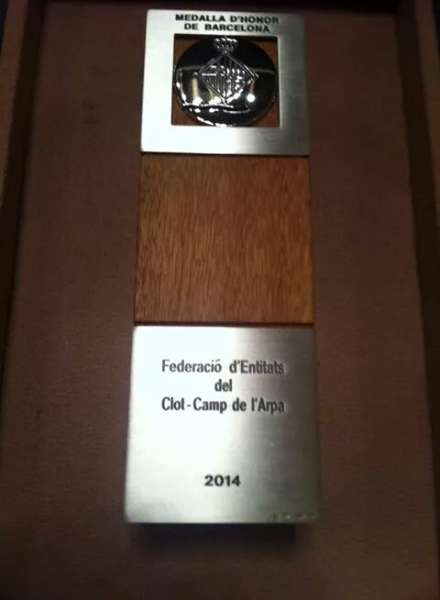 MEDALLA D'HONOR
DE BARCELONA
Federació d'Entitats
del
Clot-Camp de l'Arpa
2014